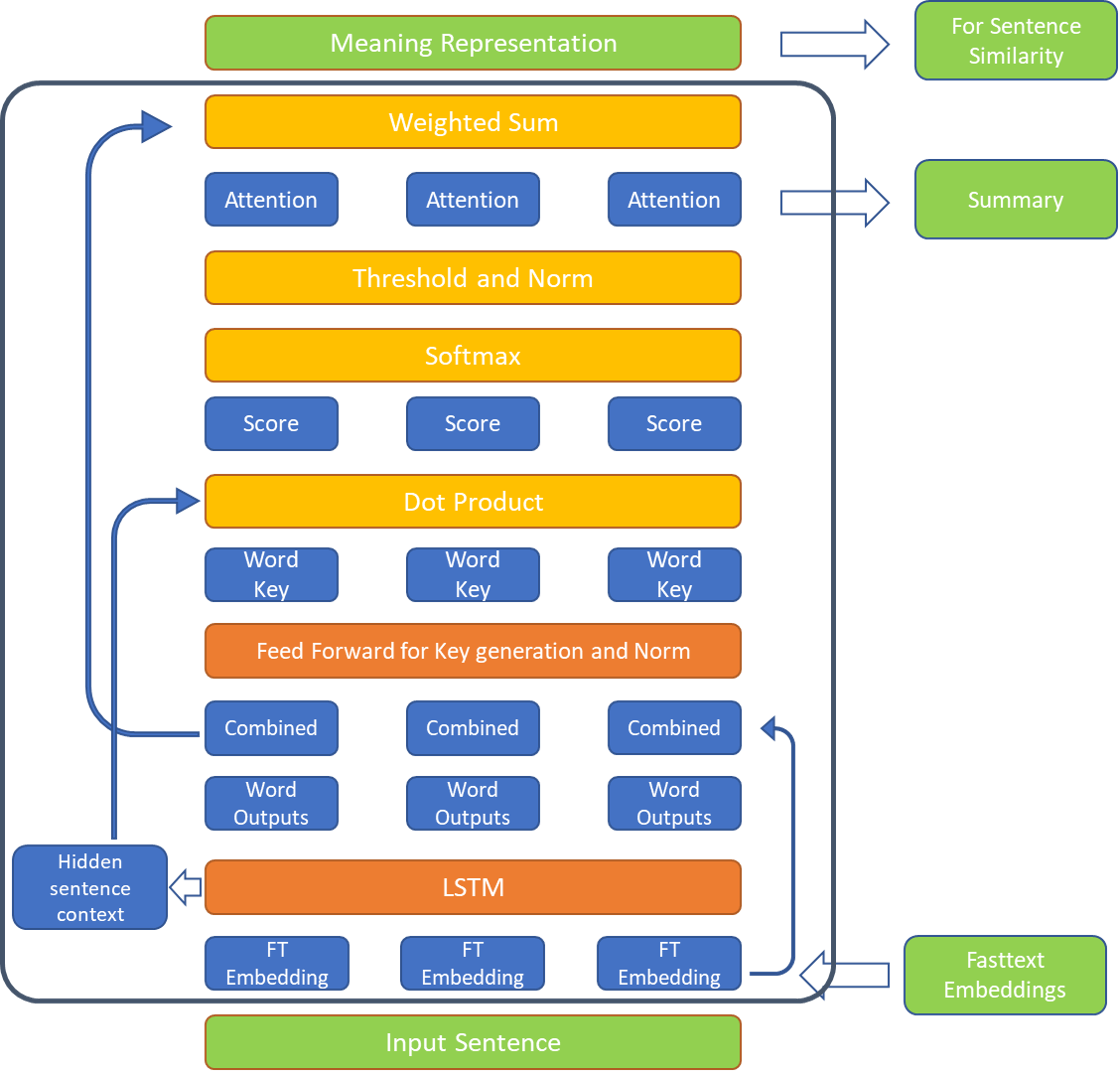 Meaning Representation
For Sentence
Similarity
Weighted Sum
Attention
Attention
Attention
Summary
Threshold and Norm
Softmax
Score
Score
Score
Dot Product
Word
Key
Word
Key
Word
Key
Feed Forward for Key generation and Norm
Combined
Combined
Combined
Word
Outputs
Word
Outputs
Word
Outputs
Hidden
sentence
context
LSTM
FT
Embedding
FT
Embedding
FT
Embedding
Fasttext
Embeddings
Input Sentence